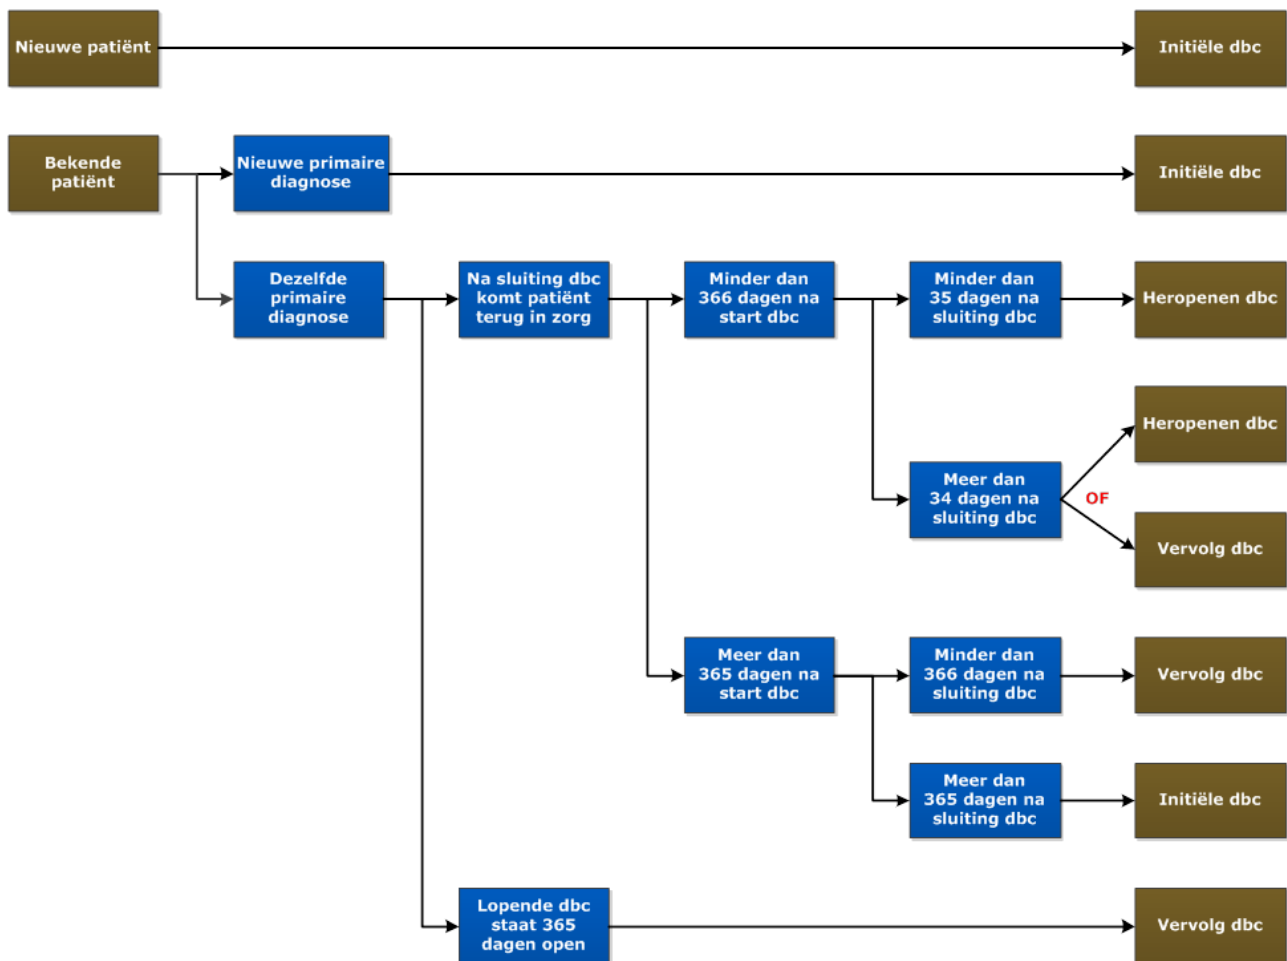 Nieuwe patiënt
Initiële dbc
Bekende
patiënt
Nieuwe primaire
diagnose
Initiële dbc
Dezelfde
primaire
diagnose
Na sluiting dbc
komt patiënt
terug in zorg
Minder dan
366 dagen na
start dbc
Minder dan
35 dagen na
sluiting dbc
Heropenen dbc
Heropenen dbc
Meer dan
34 dagen na
sluiting dbc
OF
Vervolg dbc
Meer dan
365 dagen na
start dbc
Minder dan
366 dagen na
sluiting dbc
Vervolg dbc
Meer dan
365 dagen na
sluiting dbc
Initiële dbc
Lopende dbc
staat 365
dagen open
Vervolg dbc